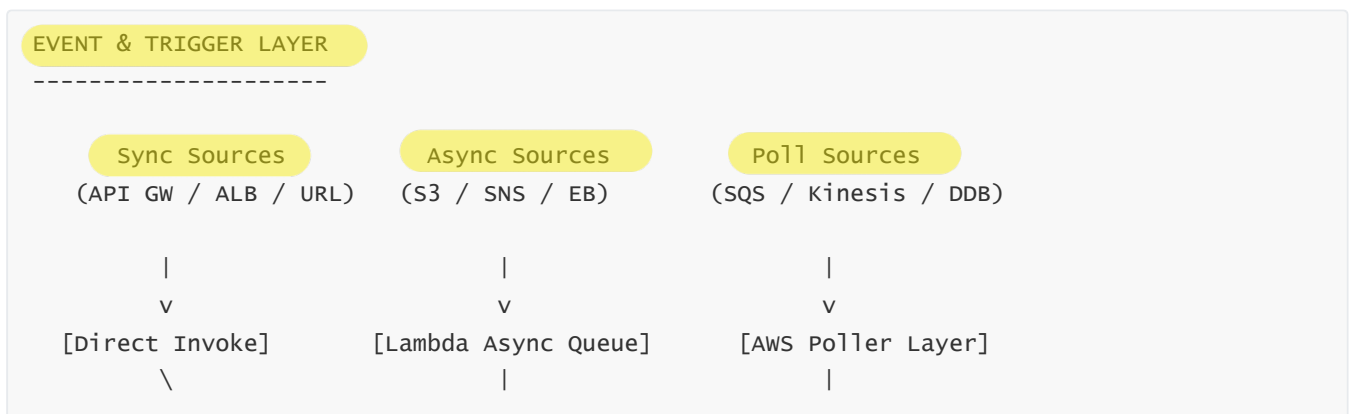 EVENT & TRIGGER LAYER
---------------------
Sync Sources Async Sources Poll Sources
(API GW / ALB / URL) (S3 / SNS / EB) (SQS / Kinesis / DDB)
| | |
v v v
[Direct Invoke] [Lambda Async Queue] [AWS Poller Layer]
\ | |